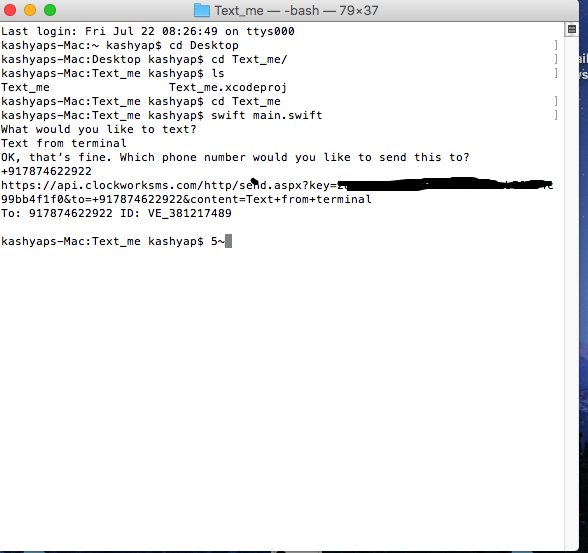 Text_me — -bash — 79×37
Last login: Fri Jul 22 08:26:49 on ttys000
kashyaps-Mac:~ kashyap$ cd Desktop
kashyaps-Mac:Desktop kashyap$ cd Text_me/
kashyaps-Mac:Text_me kashyap$ ls
Text_me Text_me.xcodeproj
kashyaps-Mac:Text_me kashyap$ cd Text_me
kashyaps-Mac:Text_me kashyap$ swift main.swift
What would you like to text?
Text from terminal
OK, that’s fine. Which phone number would you like to send this to?
+917874622922
https://api.clockworksms.com/http/send.aspx?key=
99bb4f1f0&to=+917874622922&content=Text+from+terminal
To: 917874622922 ID: VE_381217489
kashyaps-Mac:Text_me kashyap$ 5~